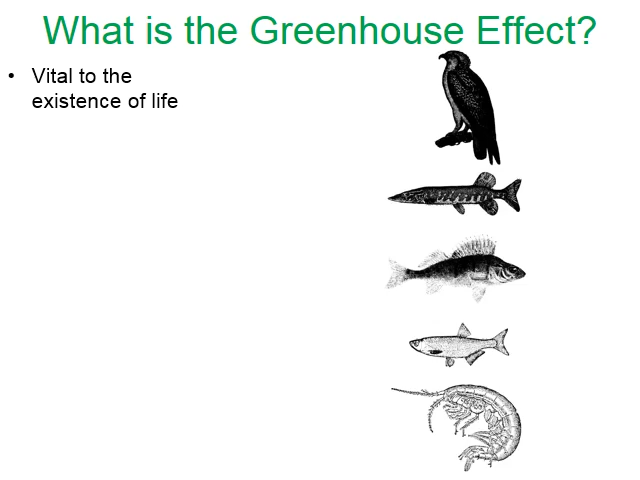 What is the Greenhouse Effect?
• Vital to the
existence of life